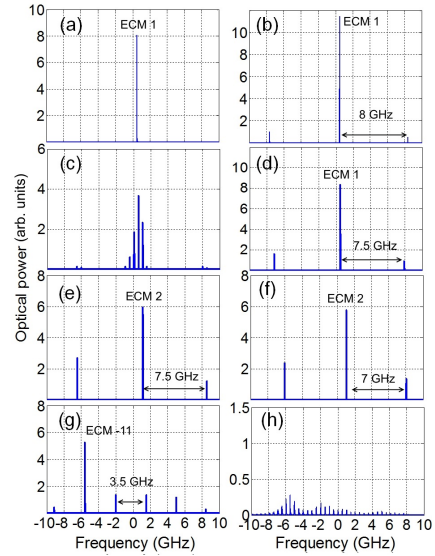 10
8
6
4
2
(a)
ECM 1
10
8
6
4
2
(b)
ECM 1
8 GHz
Optical power (arb. units)
6
4
2
0
(c)
10
8
6
4
2
0
(d)
ECM 1
7.5 GHz
8
6
4
2
(e)
ECM 2
7.5 GHz
8
6
4
2
(f)
ECM 2
7 GHz
8
6
4
2
(g)
ECM -11
3.5 GHz
-10 -8 -6 -4 -2 0 2 4 6 8 10
Frequency (GHz)
1.5
1
0.5
0
(h)
-10 -8 -6 -4 -2 0 2 4 6 8 10
Frequency (GHz)